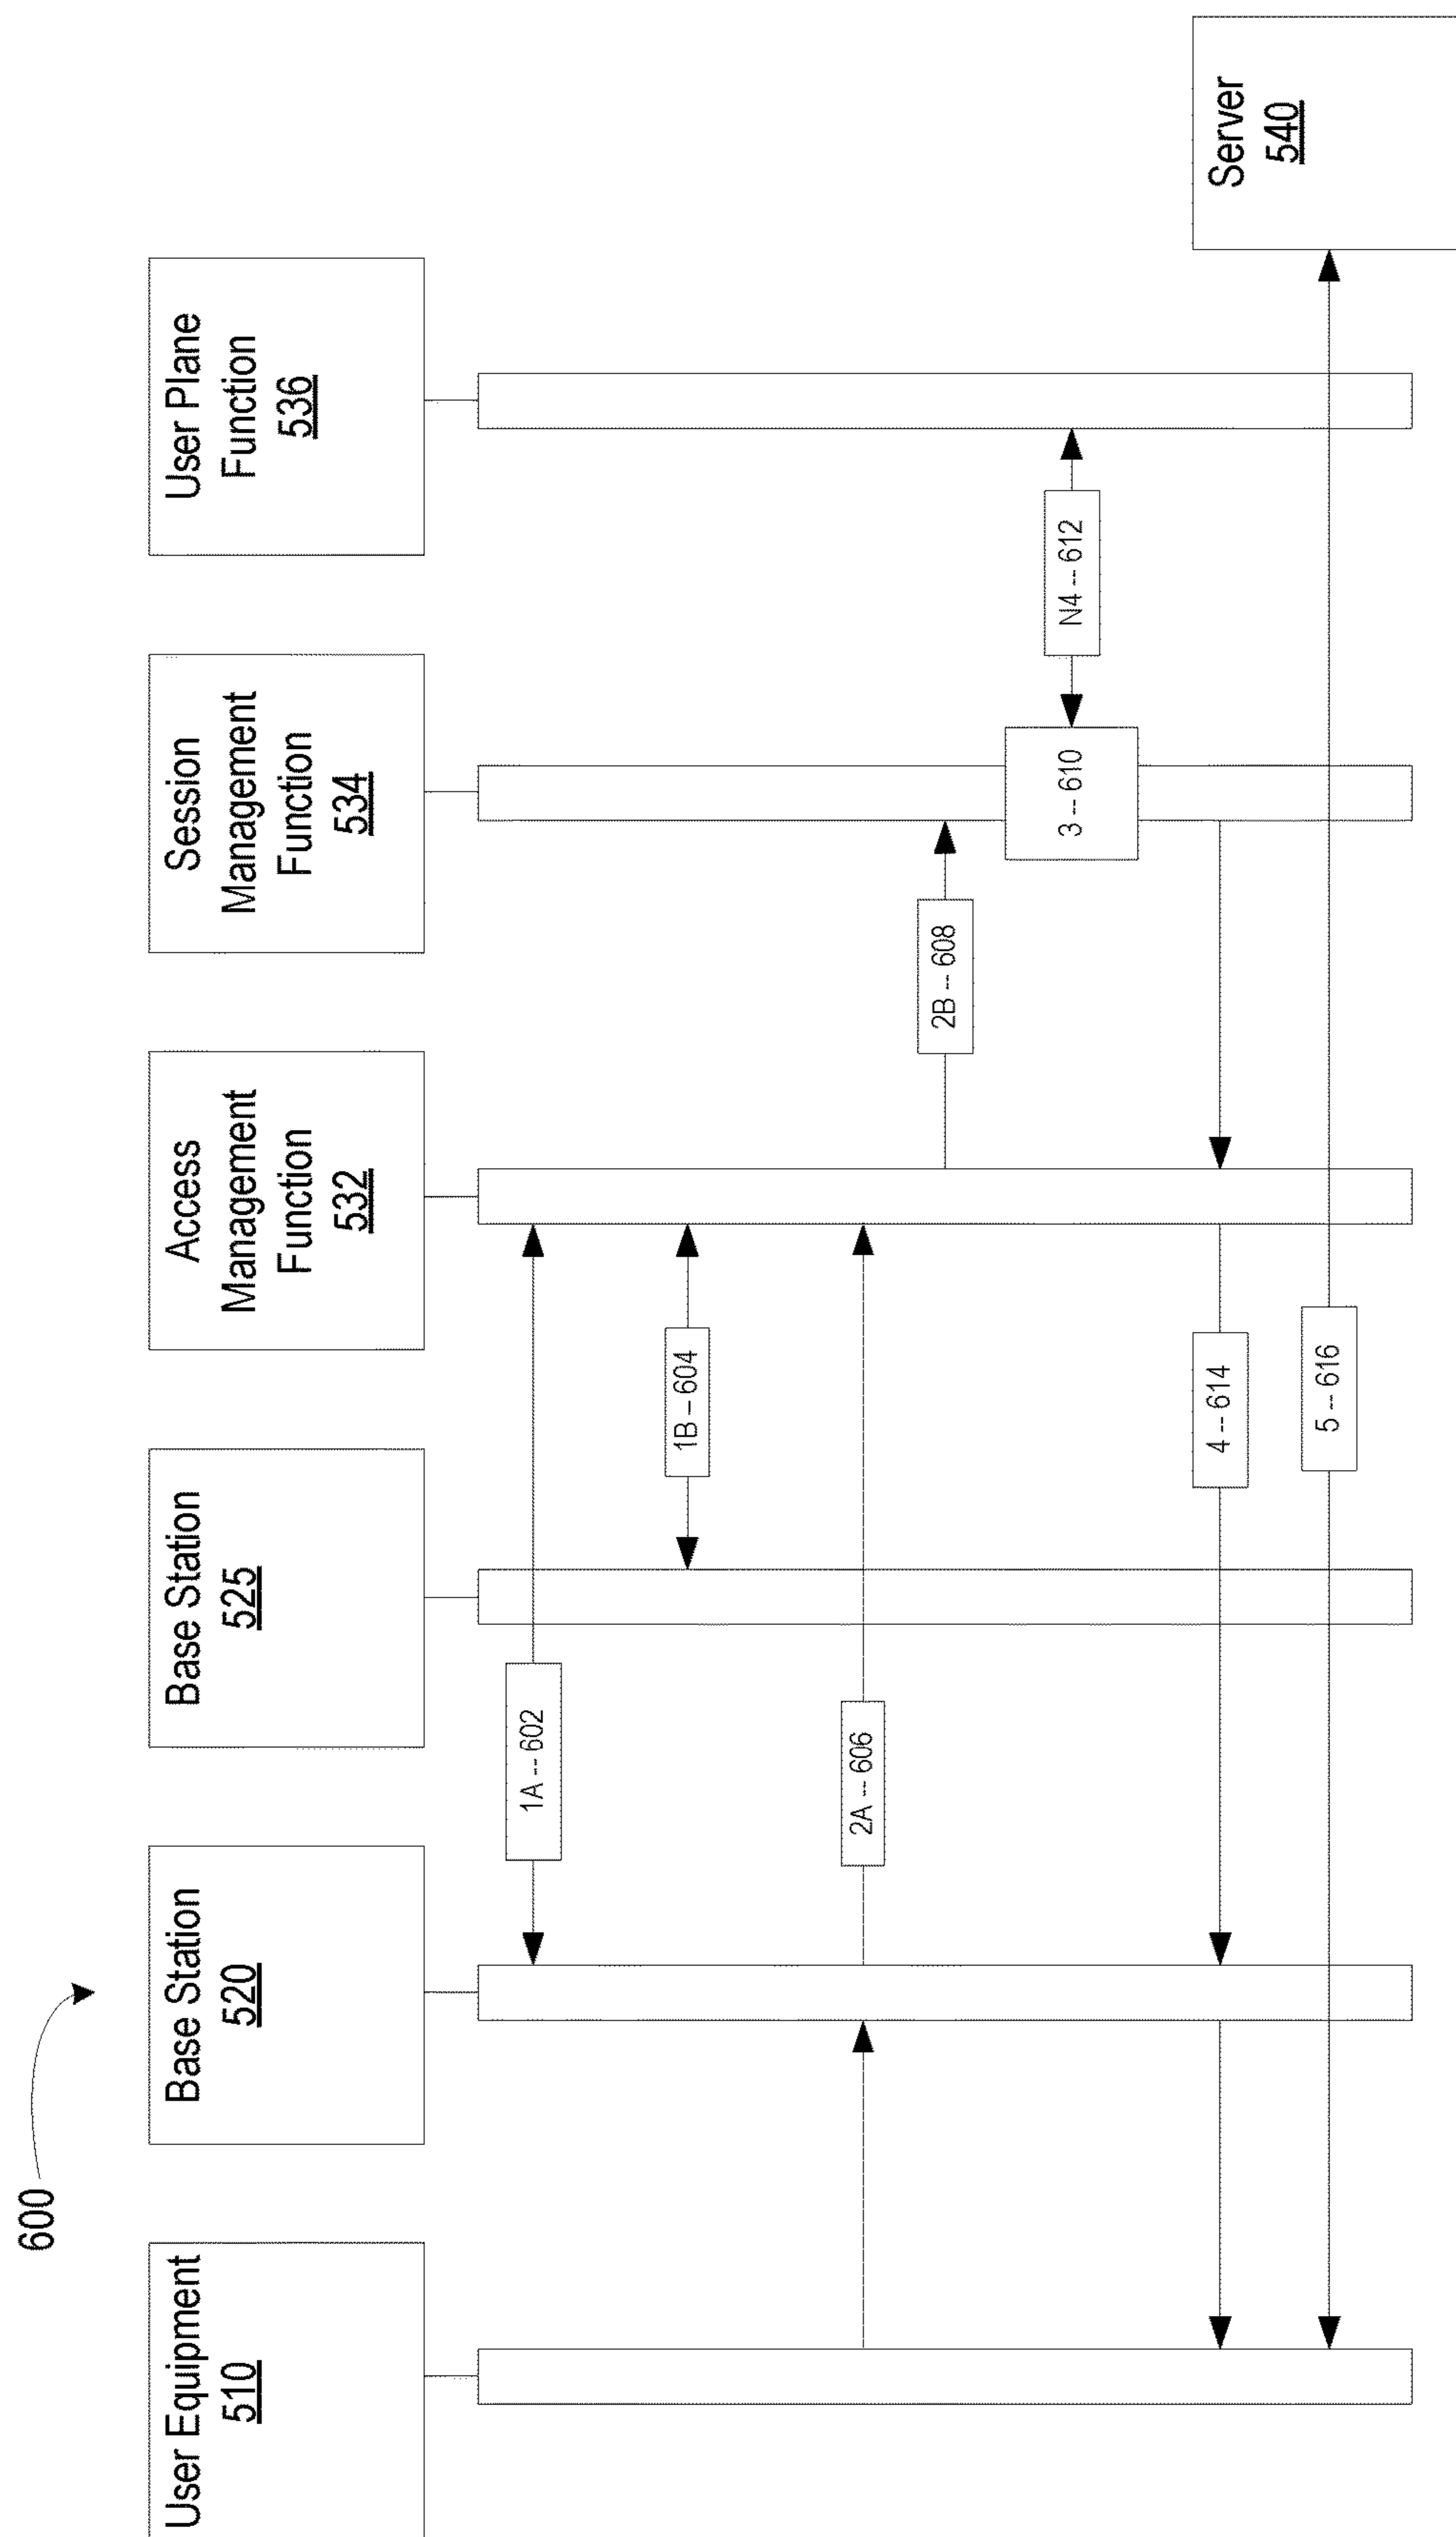 600
User Equipment
510
Base Station
520
Base Station
525
Access
Management
Function
532
Session
Management
Function
534
User Plane
Function
536
1A -- 602
1B – 604
2A -- 606
2B -- 608
3 -- 610
N4 -- 612
4 -- 614
5 -- 616
Server
540